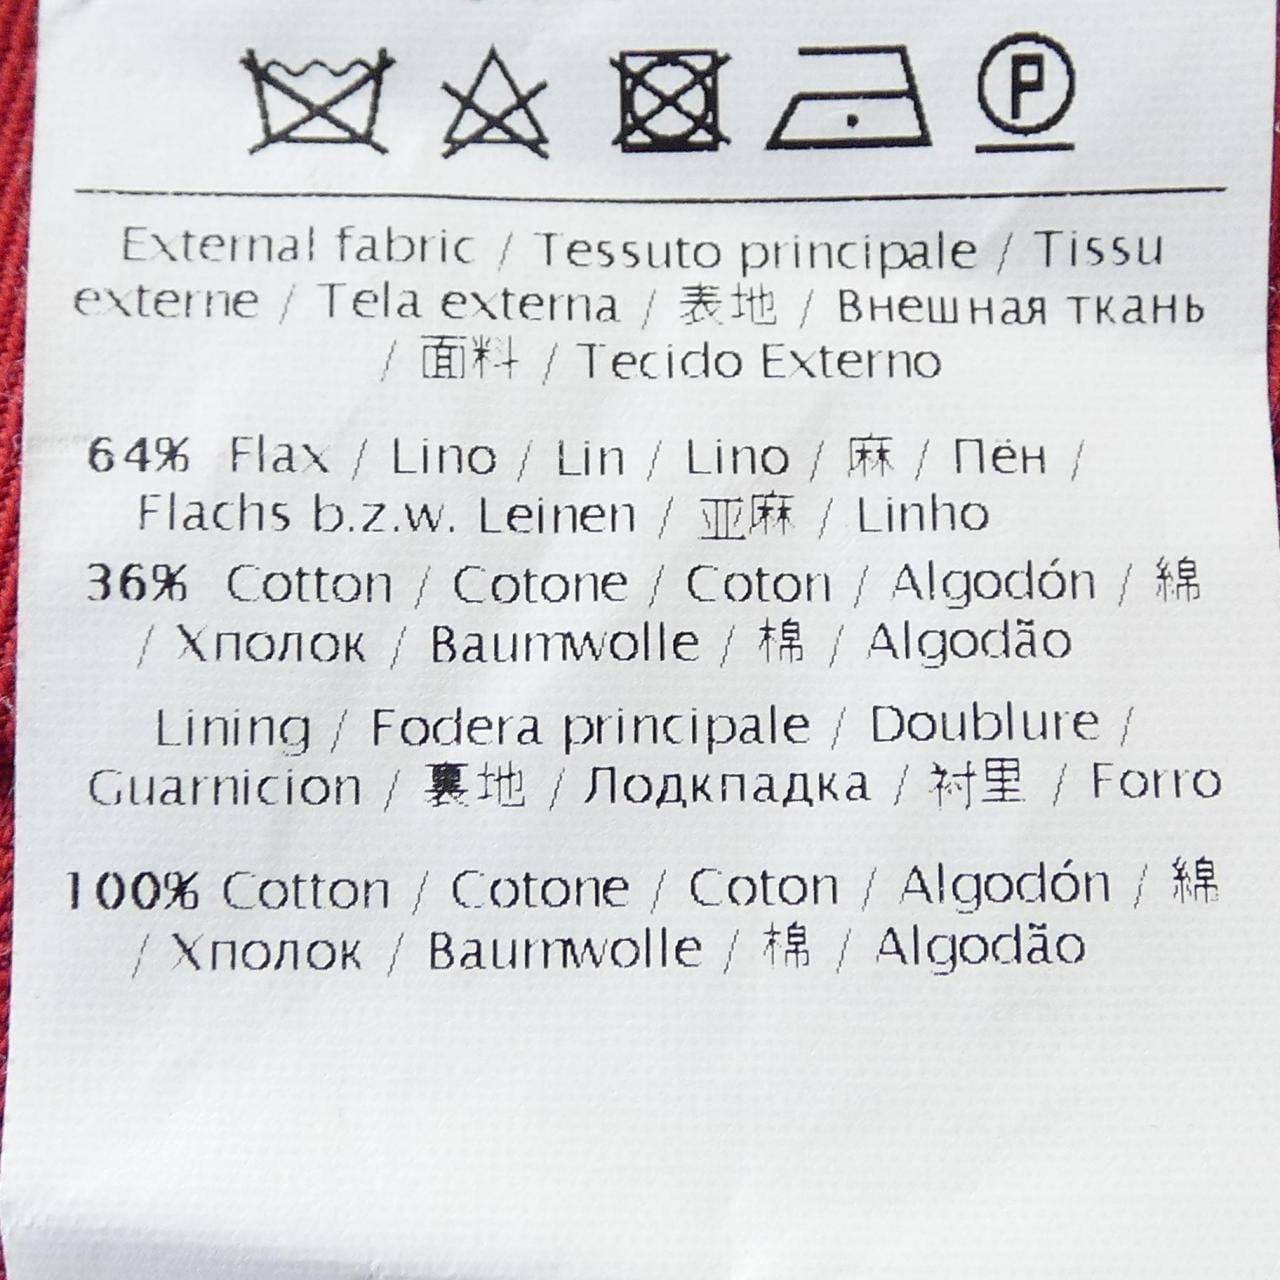 P
External fabric / Tessuto principale / Tissu
externe / Tela externa / 表地 / Внешная ткань
/ 面料 / Tecido Externo
64% Flax / Lino / Lin / Lino / 麻 / Пён /
Flachs b.z.w. Leinen / 亚麻 / Linho
36% Cotton / Cotone / Coton / Algodón / 綿
/ Хполок / Baumwolle / 棉 / Algodão
Lining / Fodera principale / Doublure /
Guarnicion / 裏地 / Лодкпадка / 衬里 / Forro
100% Cotton / Cotone / Coton / Algodón / 綿
/ Хполок / Baumwolle / 棉 / Algodão